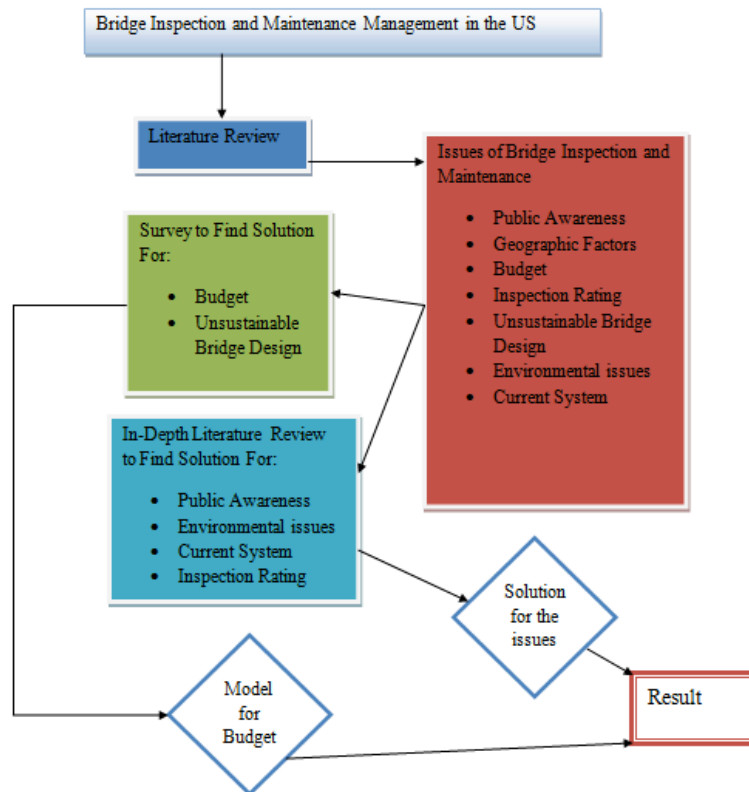 Bridge Inspection and Maintenance Management in the US
Literature Review
Issues of Bridge Inspection and
Maintenance
• Public Awareness
• Geographic Factors
• Budget
• Inspection Rating
• Unsustainable Bridge
Design
• Environmental issues
• Current System
Survey to Find Solution
For:
• Budget
• Unsustainable
Bridge Design
In-Depth Literature Review
to Find Solution For:
• Public Awareness
• Environmental issues
• Current System
• Inspection Rating
Solution
for the
issues
Model
for
Budget
Result